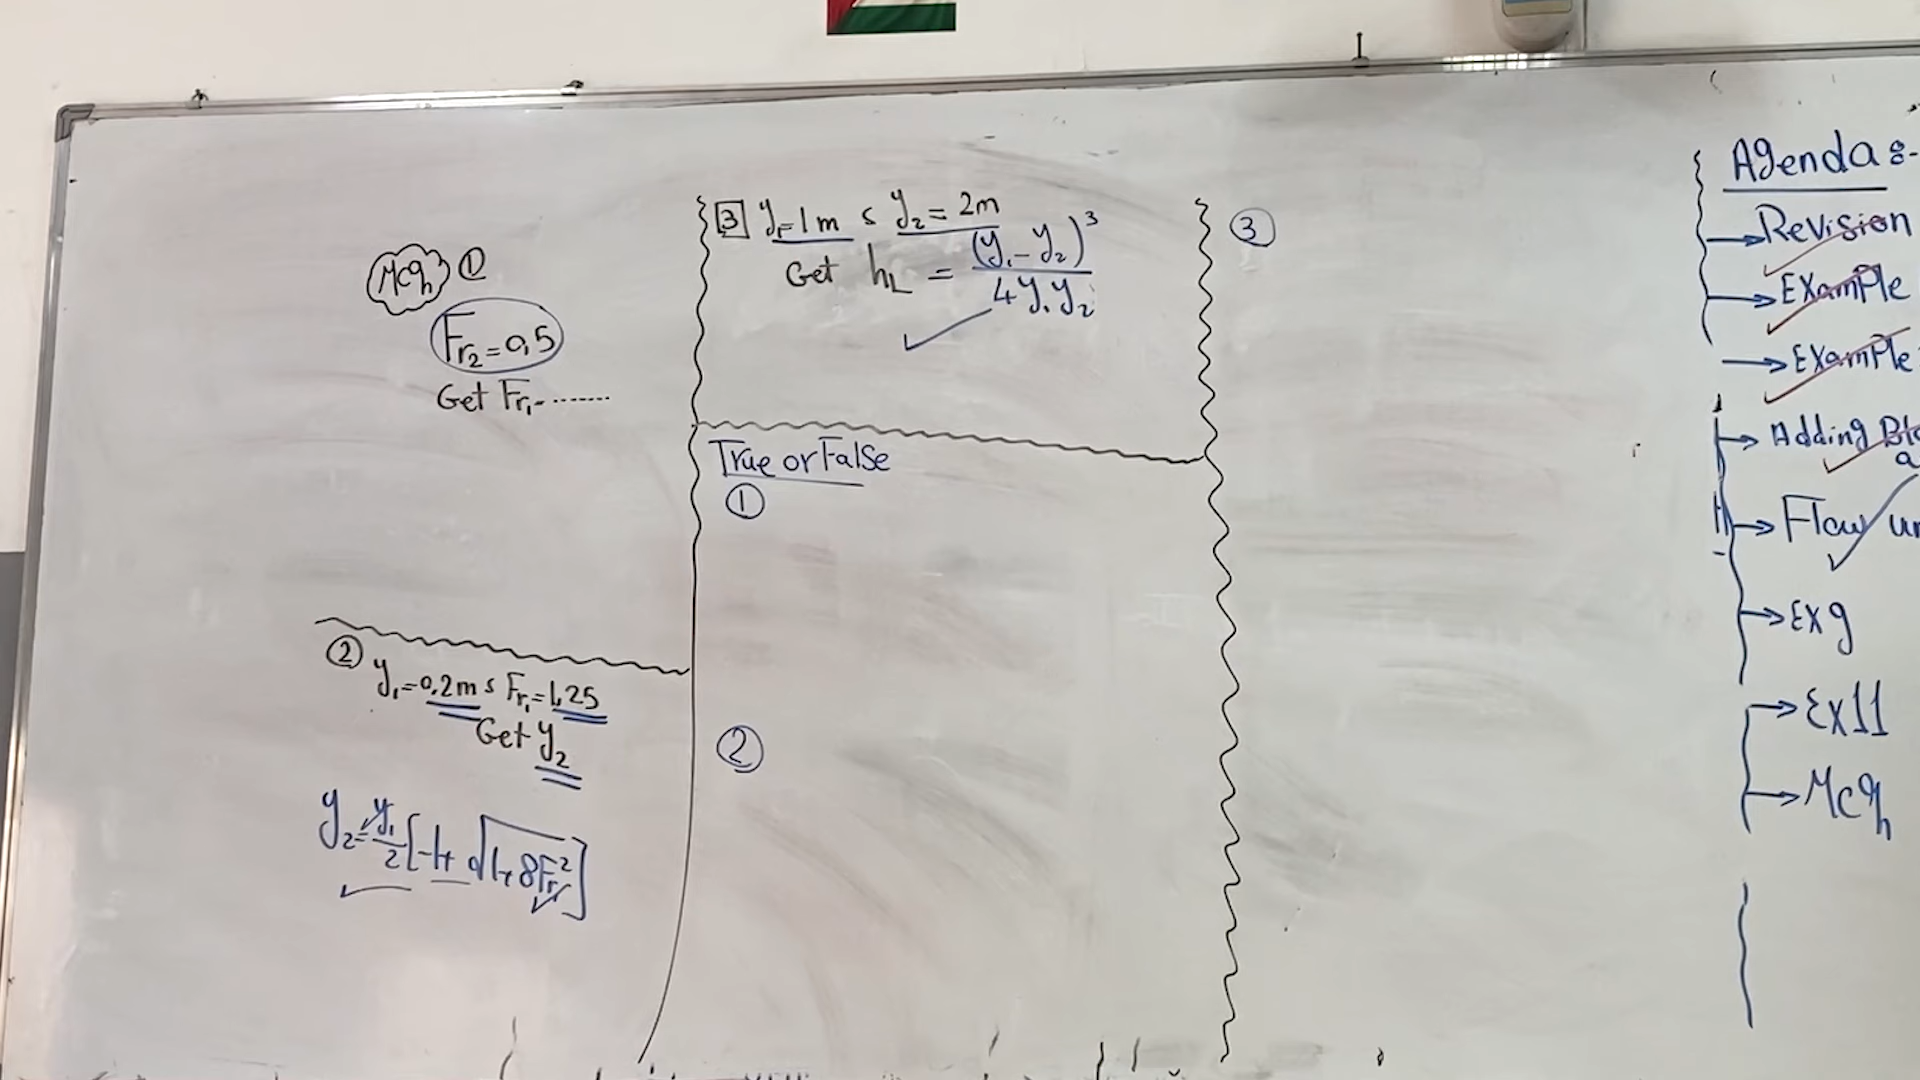 Mcq ①
Fr₂ = 0,5
Get Fr₁ = ........
② y₁ = 0,2m ς Fr₁ = 1,25
Get y₂
y₂ = y₁/2 [-1+ √1+8Fr₁²]
3 y₁ = 1m ς y₂ = 2m
Get hL = (y₁ - y₂)³ / 4y₁y₂
True or False
①
②
③
Agenda :-
Revision
Example
Example
Adding
Flow
Ex 9
Ex 11
Mcq